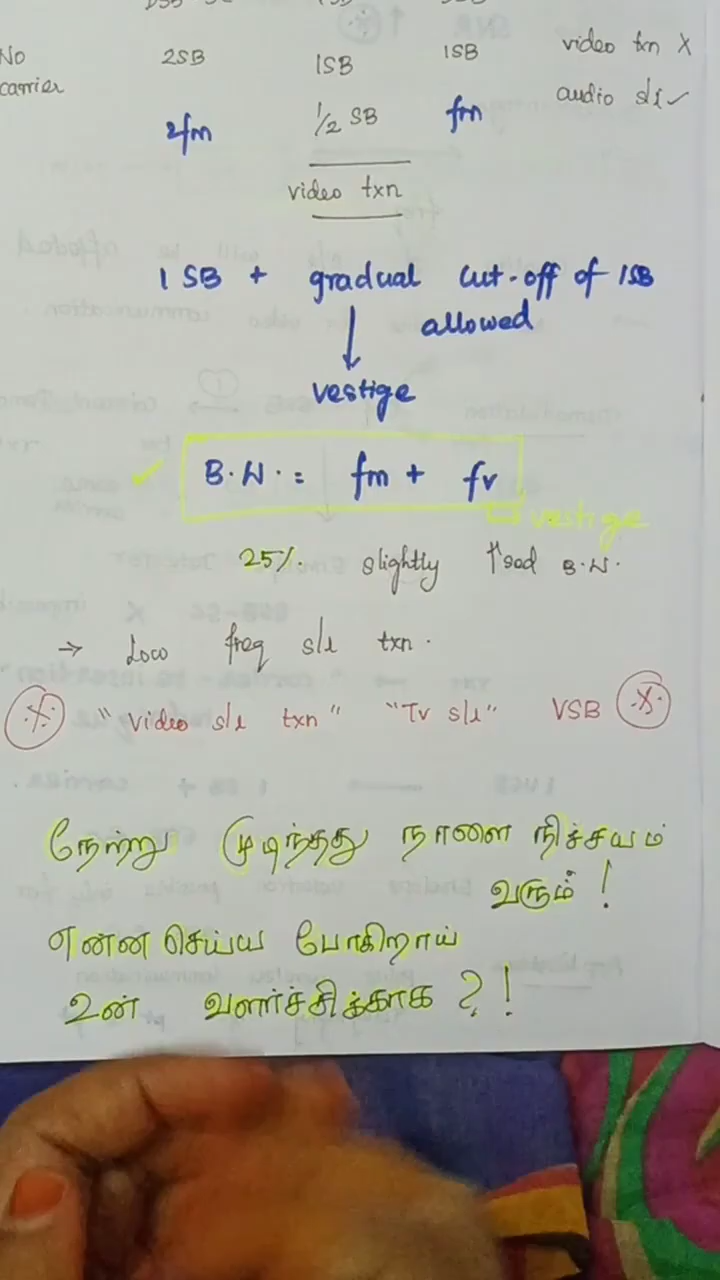 No 2SB 1SB 1SB video txn X
carrier ½ SB audio s/l ✓
2fm fm
video txn
1 SB + gradual cut-off of 1SB
allowed
↓
vestige
✓ B.W. = fm + fv
vestige
25% slightly ↑sed B.W.
→ Low freq s/l txn.
"video s/l txn" "Tv s/l" VSB
நேற்று முடிந்தது நாளை நிச்சயம்
வரும் !
என்ன செய்ய போகிறாய்
உன் வளர்ச்சிக்காக ? !